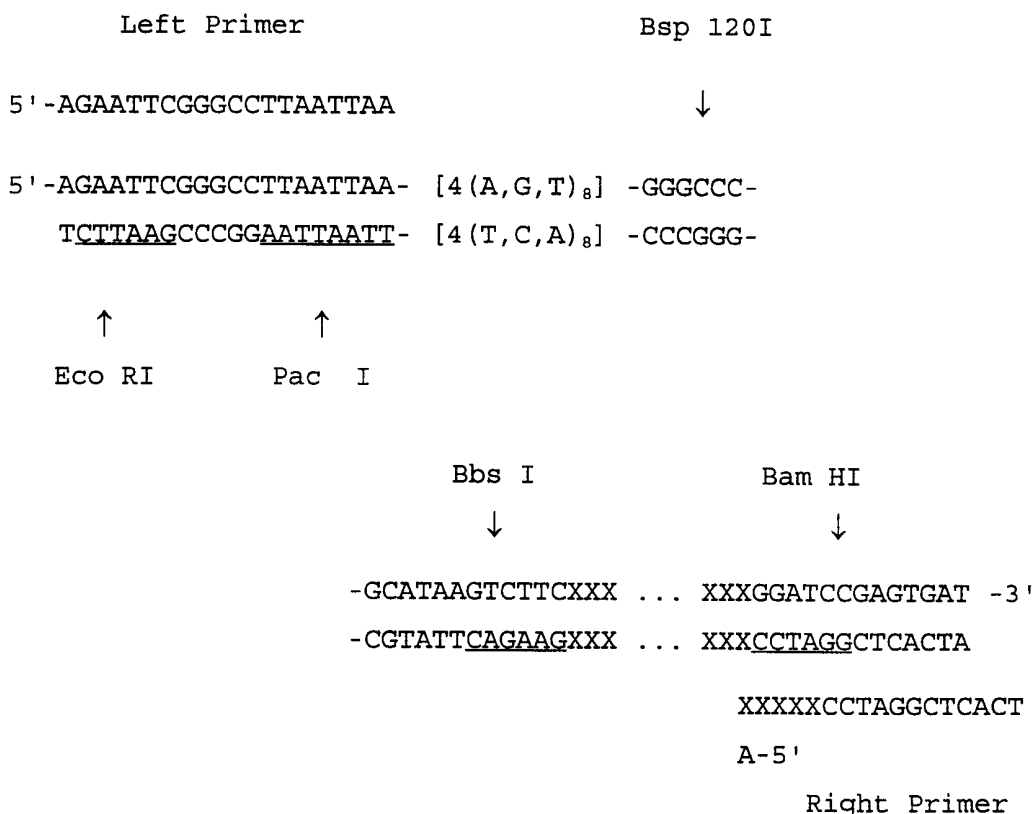 Left Primer Bsp 120I
5'-AGAATTCGGGCCTTAATTAA ↓
5'-AGAATTCGGGCCTTAATTAA- [4(A,G,T)₈] -GGGCCC-
TCTTAAGCCCGGAATTAATT- [4(T,C,A)₈] -CCCGGG-
↑ ↑
Eco RI Pac I
Bbs I Bam HI
↓ ↓
-GCATAAGTCTTCXXX ... XXXGGATCCGAGTGAT -3'
-CGTATTCAGAAGXXX ... XXXCCTAGGCTCACTA
XXXXXCCTAGGCTCACT
A-5'
Right Primer